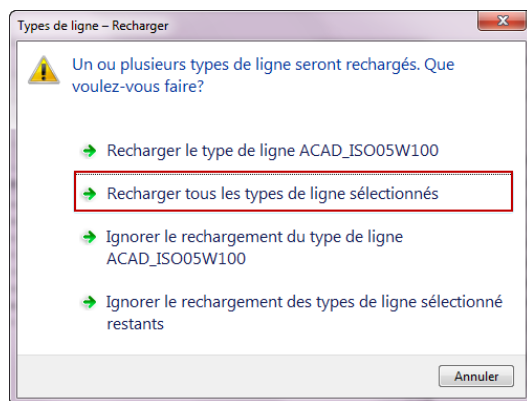 Types de ligne – Recharger
Un ou plusieurs types de ligne seront rechargés. Que
voulez-vous faire?
Recharger le type de ligne ACAD_ISO05W100
Recharger tous les types de ligne sélectionnés
Ignorer le rechargement du type de ligne
ACAD_ISO05W100
Ignorer le rechargement des types de ligne sélectionné
restants
Annuler